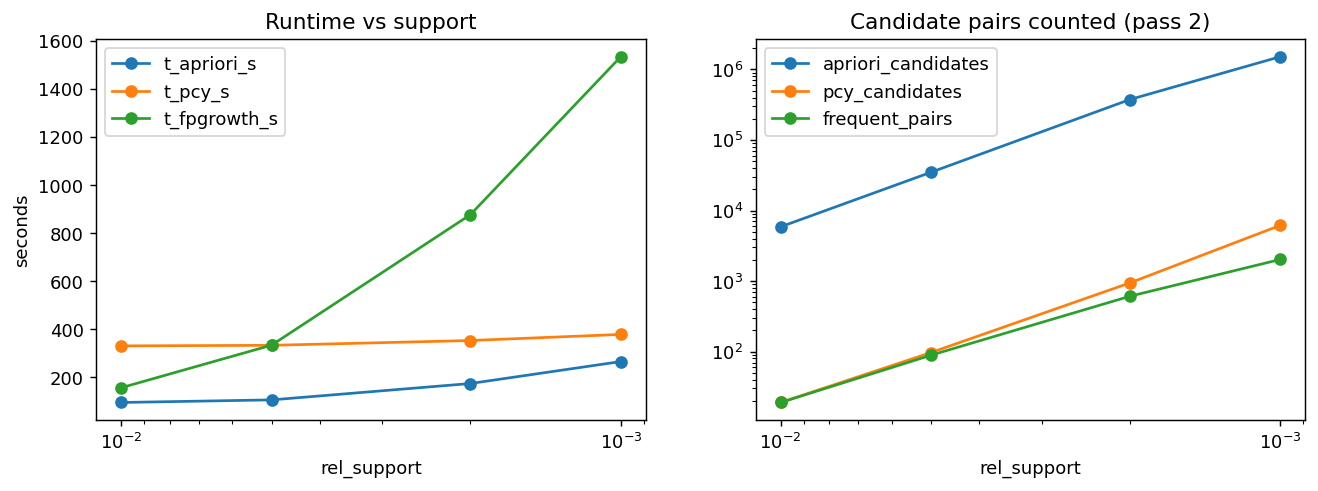 Runtime vs support
1600
1400
1200
1000
800
600
400
200
seconds
t_apriori_s
t_pcy_s
t_fpgrowth_s
10⁻²
10⁻³
rel_support
Candidate pairs counted (pass 2)
10⁶
10⁵
10⁴
10³
10²
apriori_candidates
pcy_candidates
frequent_pairs
10⁻²
10⁻³
rel_support